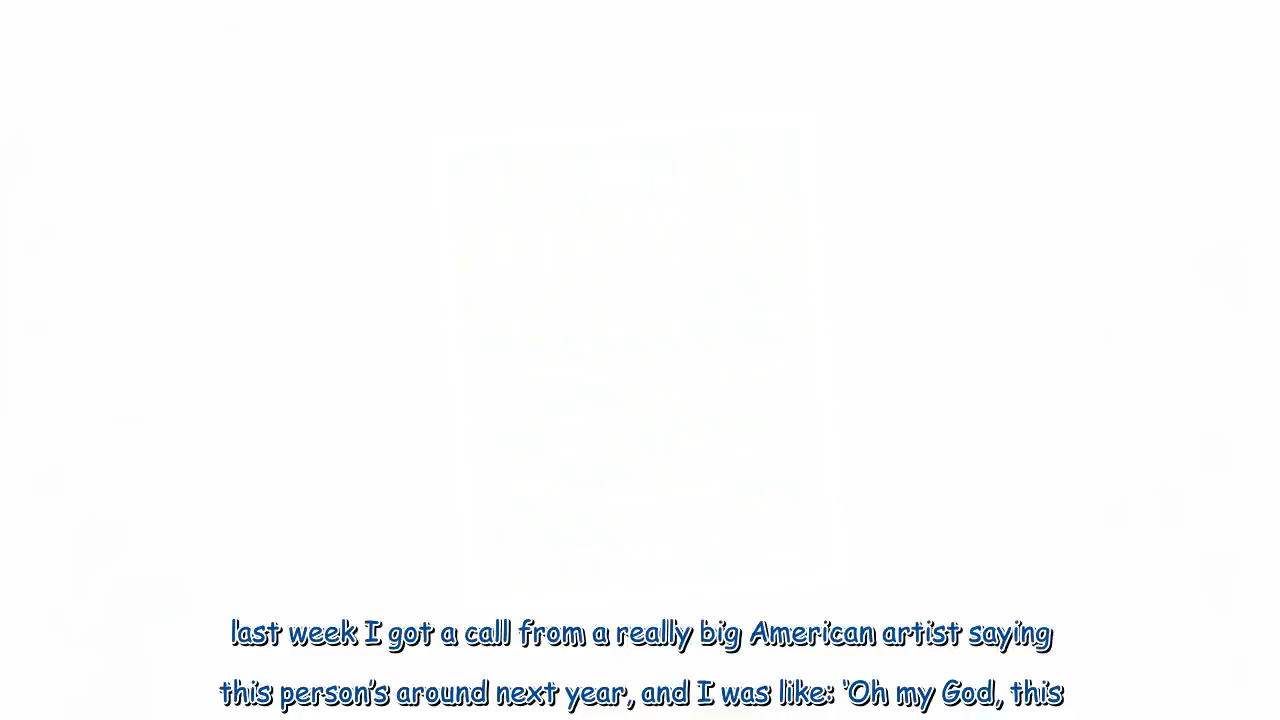 last week I got a call from a really big American artist saying
this person's around next year, and I was like: 'Oh my God, this